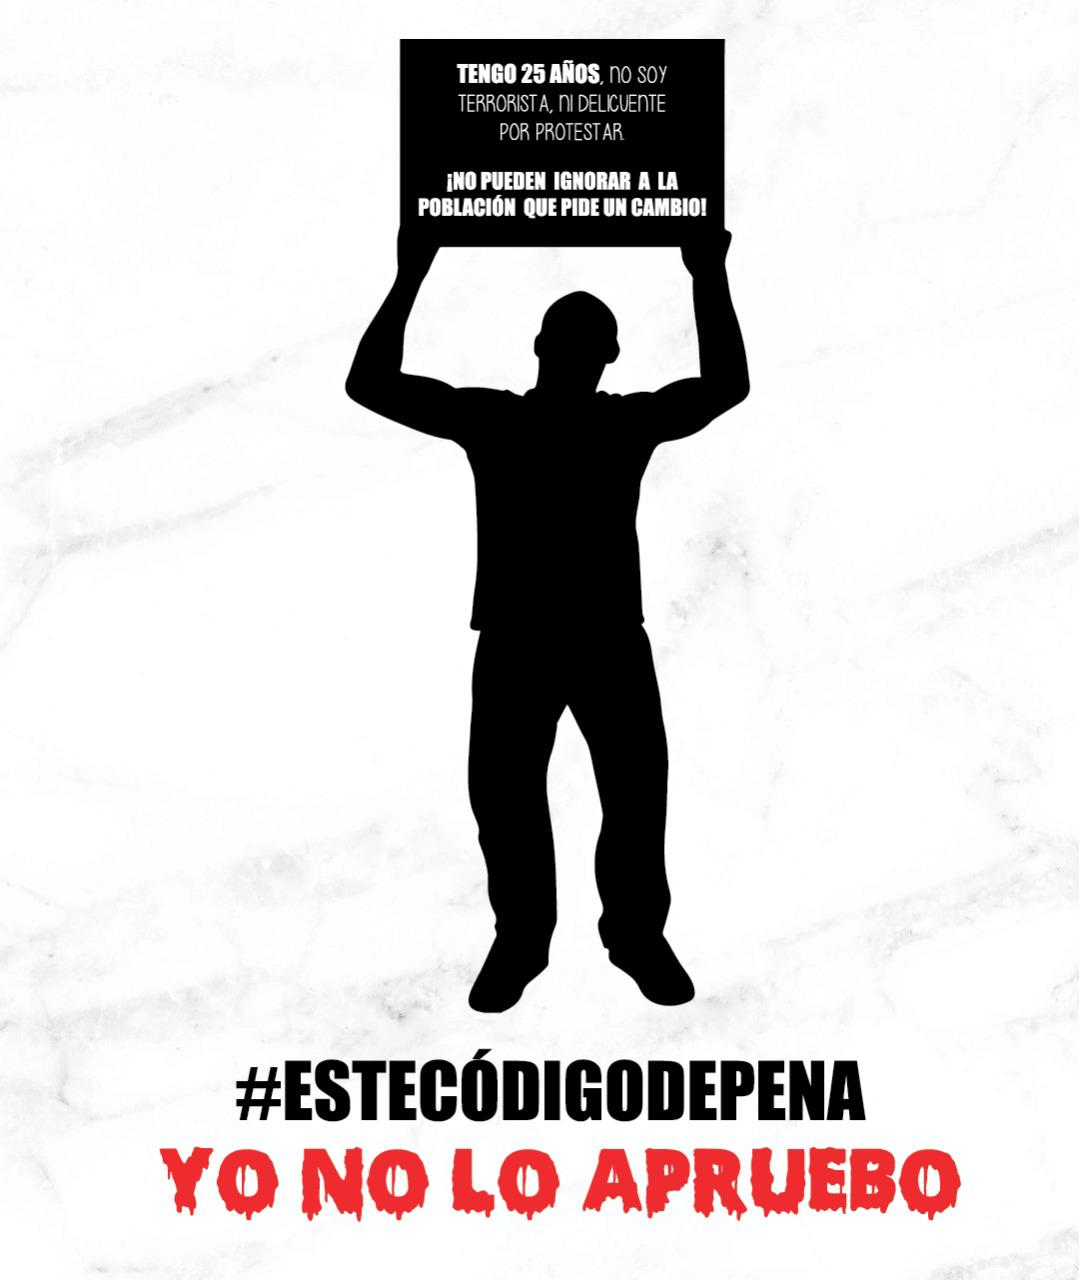 TENGO 25 AÑOS, no SOY
TERRORISTA, nI DELICUENTE
POR PROTESTAR.
¡NO PUEDEN IGNORAR A LA
POBLACIÓN QUE PIDE UN CAMBIO!
#ESTECÓDIGODEPENA
YO NO LO APRUEBO